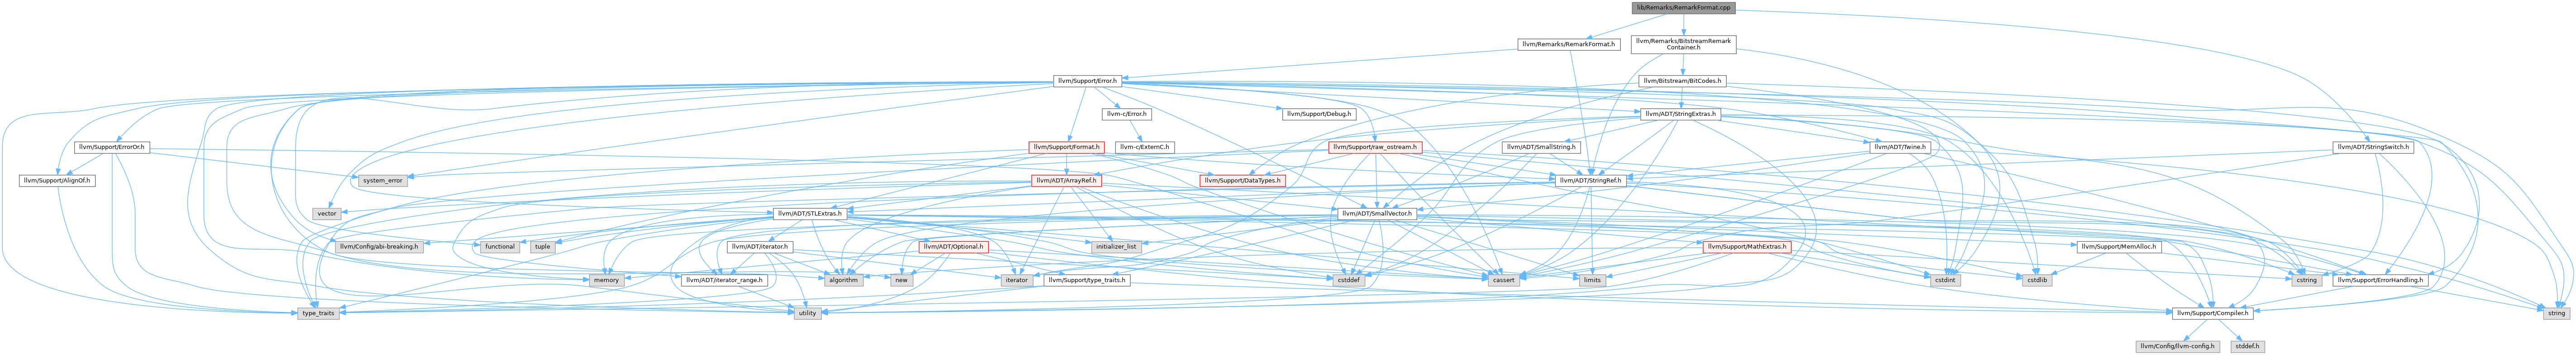 lib/Remarks/RemarkFormat.cpp
llvm/Remarks/RemarkFormat.h
llvm/Remarks/BitstreamRemark
Container.h
llvm/Support/Error.h
llvm/Bitstream/BitCodes.h
llvm-c/Error.h
llvm/Support/Debug.h
llvm/ADT/StringExtras.h
llvm/Support/ErrorOr.h
llvm-c/ExternC.h
llvm/Support/Format.h
llvm/Support/raw_ostream.h
llvm/ADT/SmallString.h
llvm/ADT/Twine.h
llvm/ADT/StringSwitch.h
llvm/Support/AlignOf.h
system_error
llvm/ADT/ArrayRef.h
llvm/Support/DataTypes.h
llvm/ADT/StringRef.h
vector
llvm/ADT/STLExtras.h
llvm/ADT/SmallVector.h
llvm/Config/abi-breaking.h
functional
tuple
llvm/ADT/iterator.h
llvm/ADT/Optional.h
initializer_list
llvm/Support/MathExtras.h
llvm/Support/MemAlloc.h
memory
llvm/ADT/iterator_range.h
algorithm
new
iterator
llvm/Support/type_traits.h
cstddef
cassert
limits
cstdint
cstdlib
cstring
llvm/Support/ErrorHandling.h
type_traits
utility
llvm/Support/Compiler.h
string
llvm/Config/llvm-config.h
stddef.h